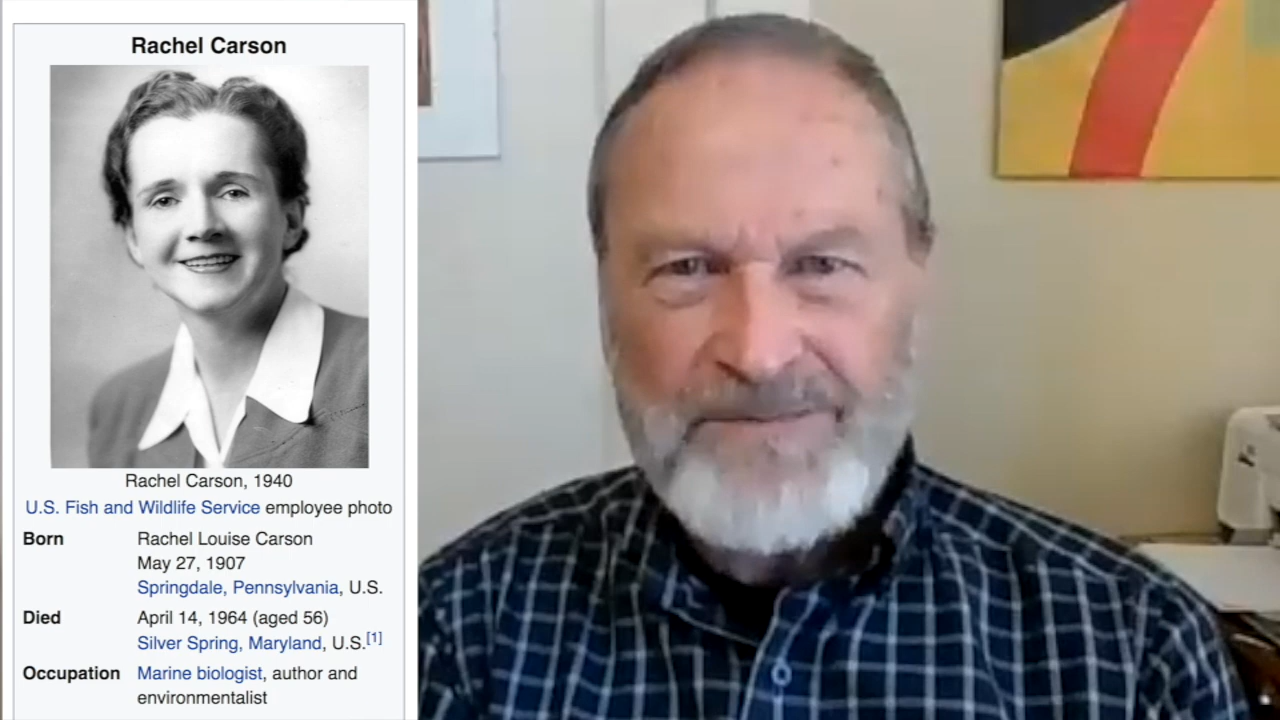 Rachel Carson
Rachel Carson, 1940
U.S. Fish and Wildlife Service employee photo
Born Rachel Louise Carson
May 27, 1907
Springdale, Pennsylvania, U.S.
Died April 14, 1964 (aged 56)
Silver Spring, Maryland, U.S.[1]
Occupation Marine biologist, author and
environmentalist